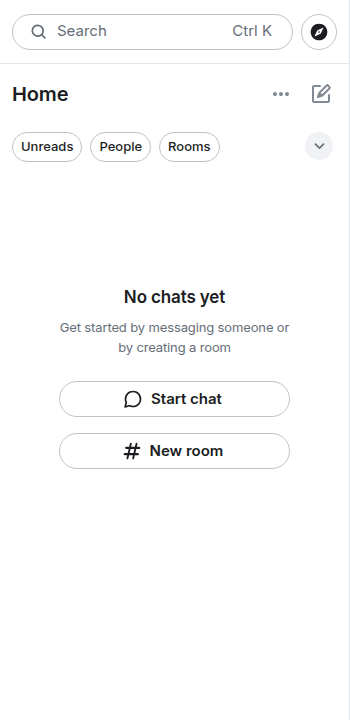 Search Ctrl K
Home
Unreads People Rooms
No chats yet
Get started by messaging someone or
by creating a room
Start chat
New room